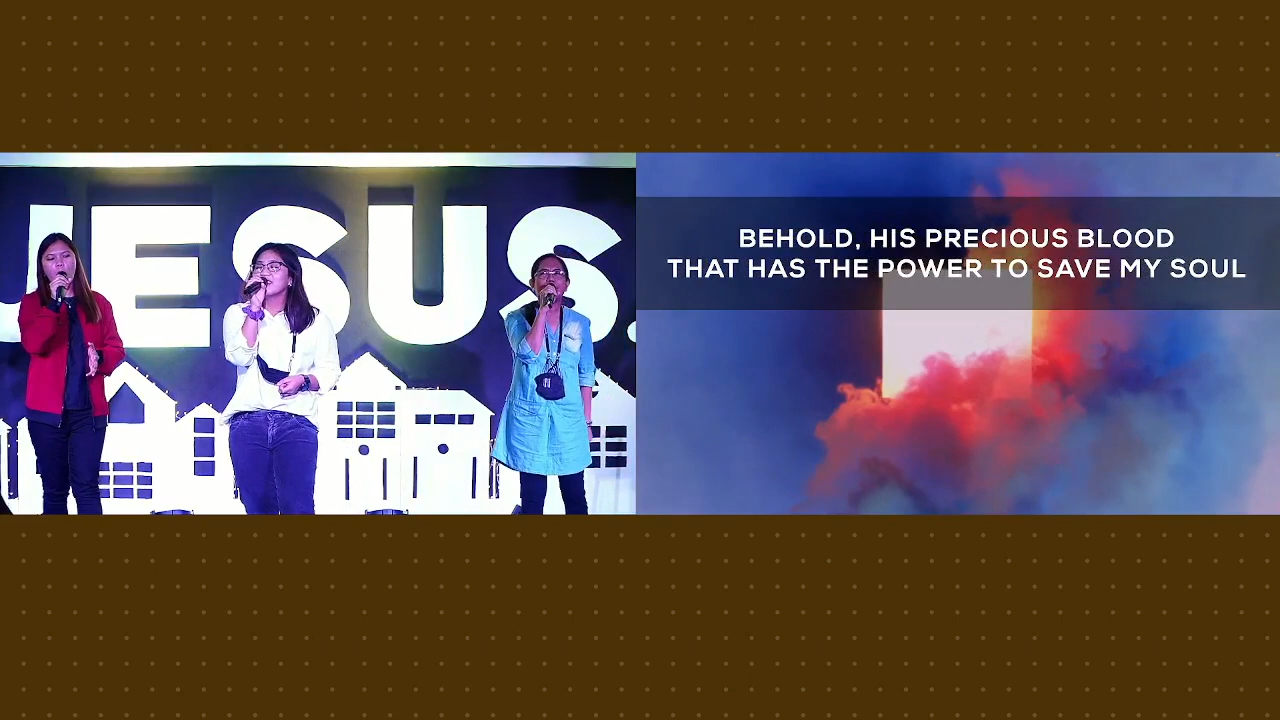 JESUS.
BEHOLD, HIS PRECIOUS BLOOD
THAT HAS THE POWER TO SAVE MY SOUL